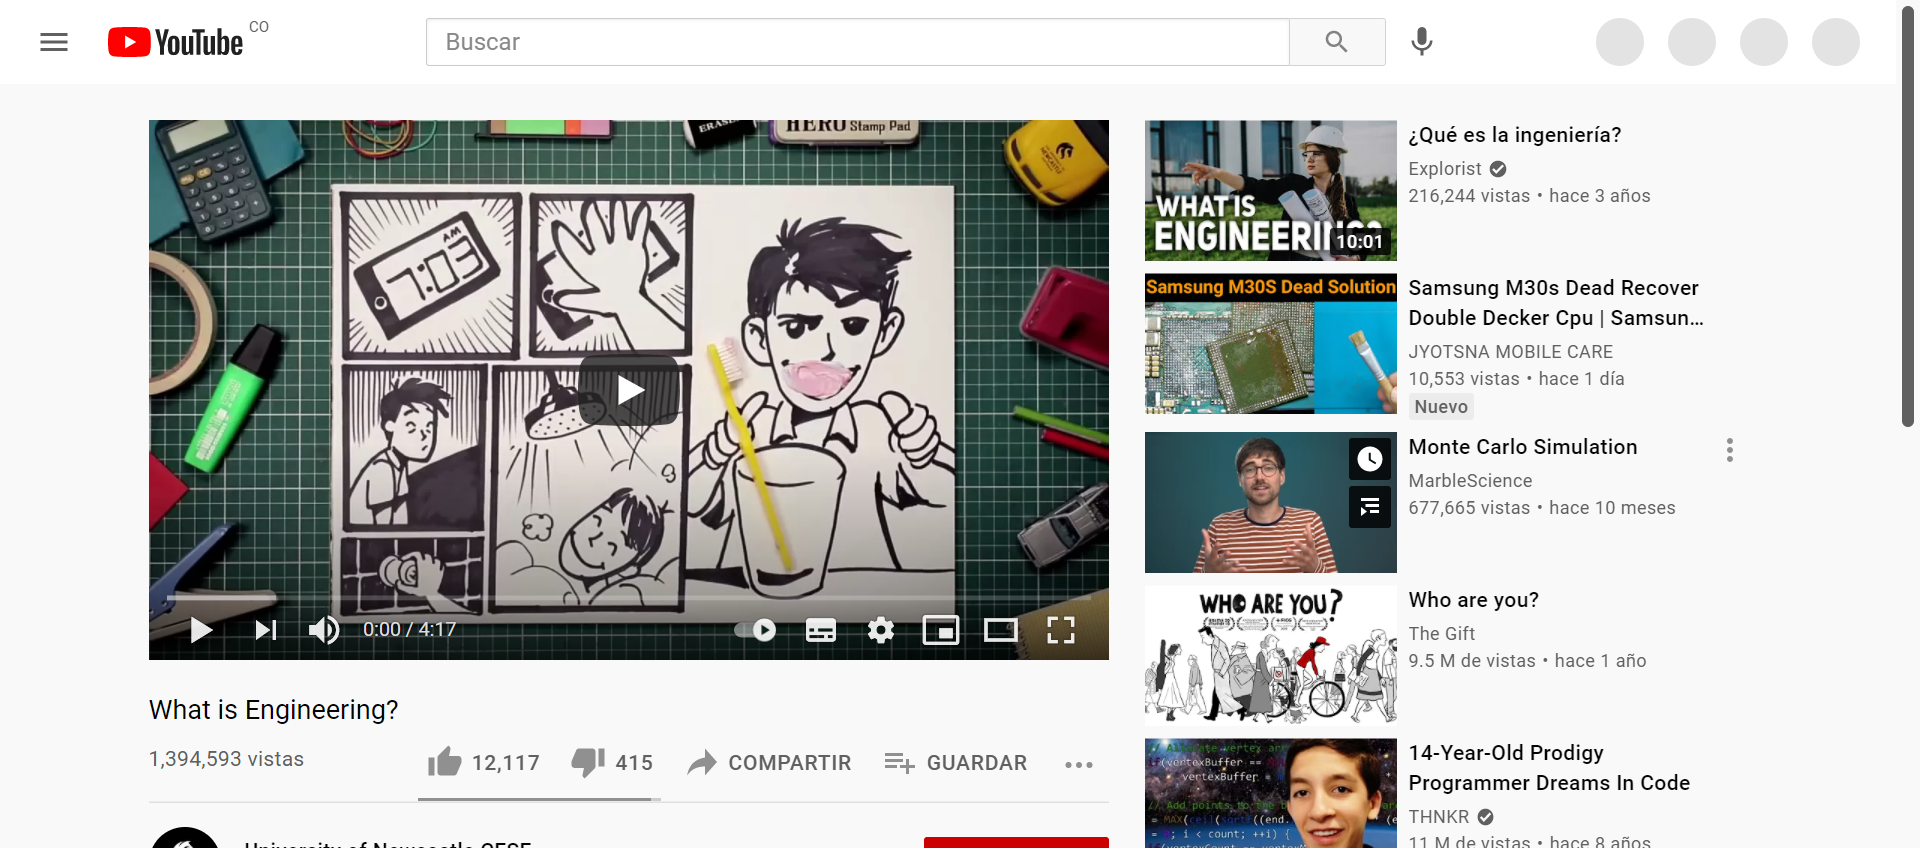 YouTube CO
Buscar
ERASER
HERO Stamp Pad
7:03 AM
0:00 / 4:17
What is Engineering?
1,394,593 vistas
12,117
415
COMPARTIR
GUARDAR
University of Newcastle CESE
WHAT IS
ENGINEERING
10:01
¿Qué es la ingeniería?
Explorist
216,244 vistas • hace 3 años
Samsung M30S Dead Solution
Samsung M30s Dead Recover
Double Decker Cpu | Samsun…
JYOTSNA MOBILE CARE
10,553 vistas • hace 1 día
Nuevo
Monte Carlo Simulation
MarbleScience
677,665 vistas • hace 10 meses
WHO ARE YOU?
Who are you?
The Gift
9.5 M de vistas • hace 1 año
14-Year-Old Prodigy
Programmer Dreams In Code
THNKR
11 M de vistas • hace 8 años